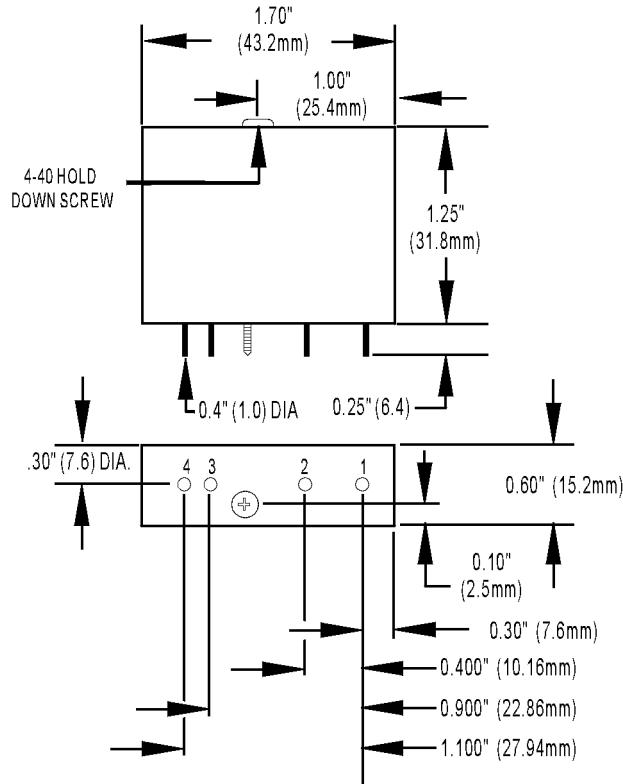 1.70"
(43.2mm)
1.00"
(25.4mm)
4-40 HOLD
DOWN SCREW
1.25"
(31.8mm)
0.4" (1.0) DIA
0.25" (6.4)
.30" (7.6) DIA.
4 3 2 1
0.60" (15.2mm)
0.10"
(2.5mm)
0.30" (7.6mm)
0.400" (10.16mm)
0.900" (22.86mm)
1.100" (27.94mm)